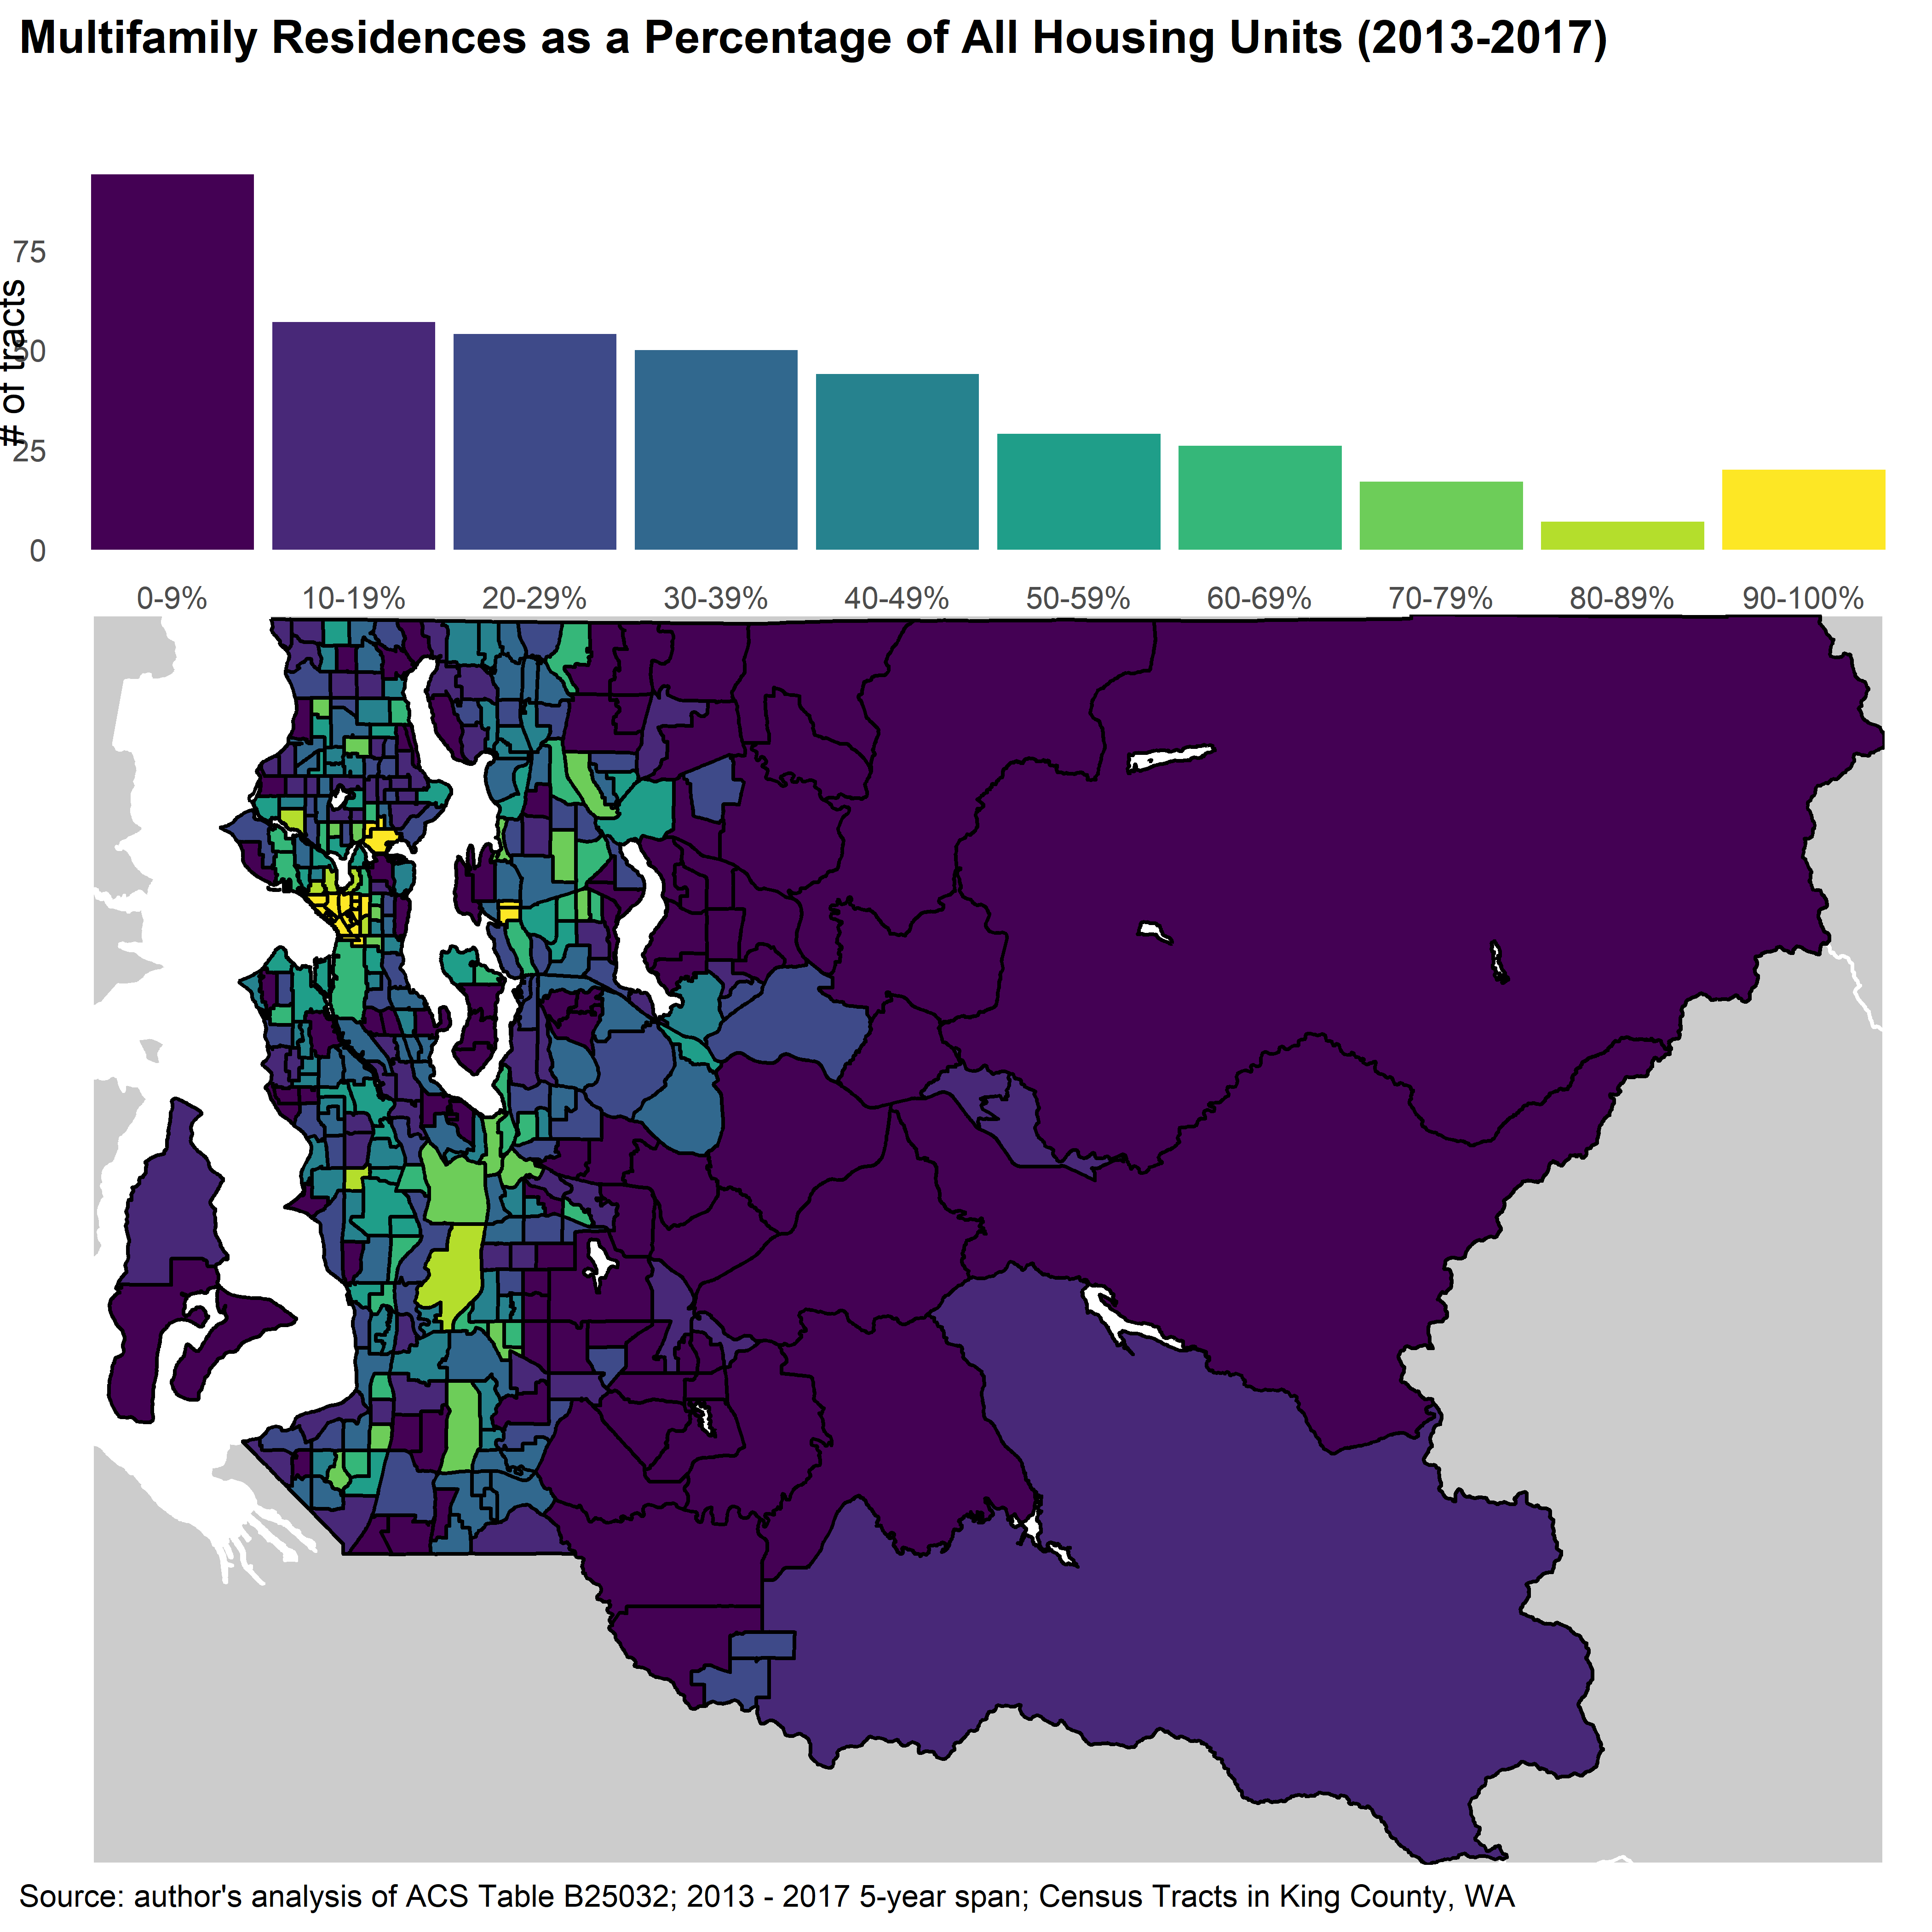 Multifamily Residences as a Percentage of All Housing Units (2013-2017)
# of tracts
75
50
25
0
0-9% 10-19% 20-29% 30-39% 40-49% 50-59% 60-69% 70-79% 80-89% 90-100%
Source: author's analysis of ACS Table B25032; 2013 - 2017 5-year span; Census Tracts in King County, WA